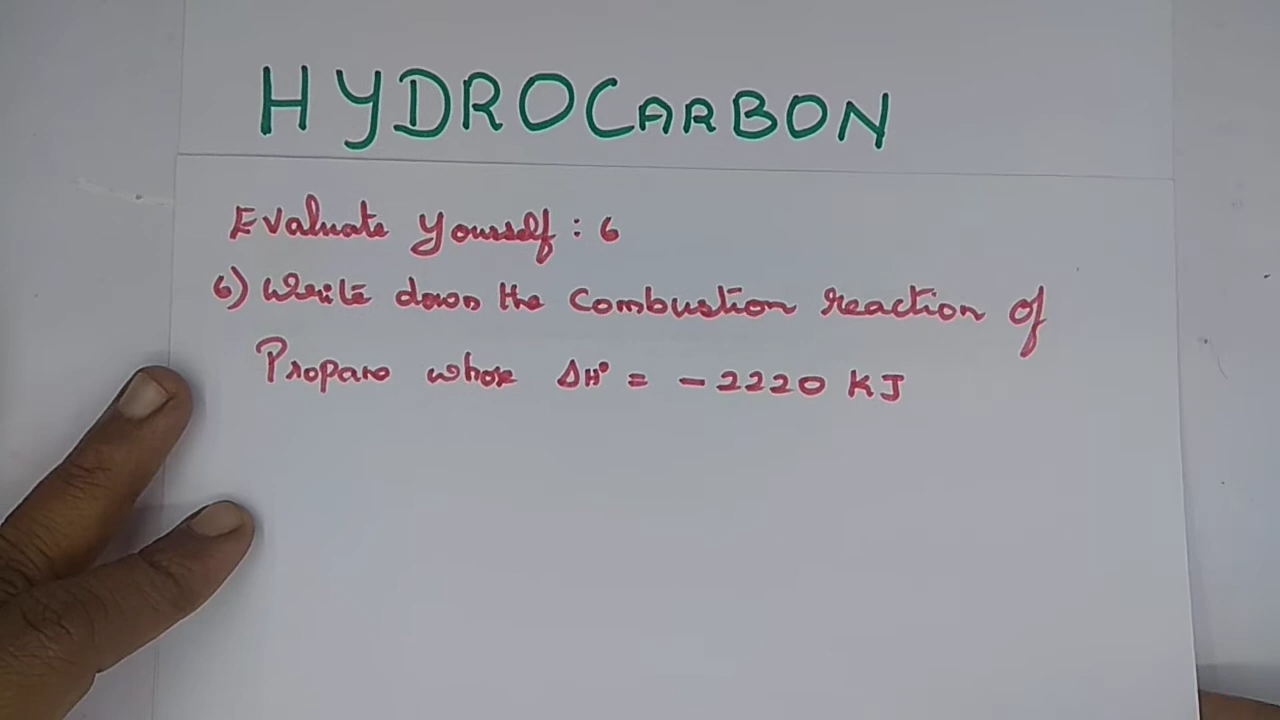 HYDROCARBON
Evaluate Yourself : 6
6) Write down the Combustion reaction of
Propane whose ΔH° = -2220 KJ